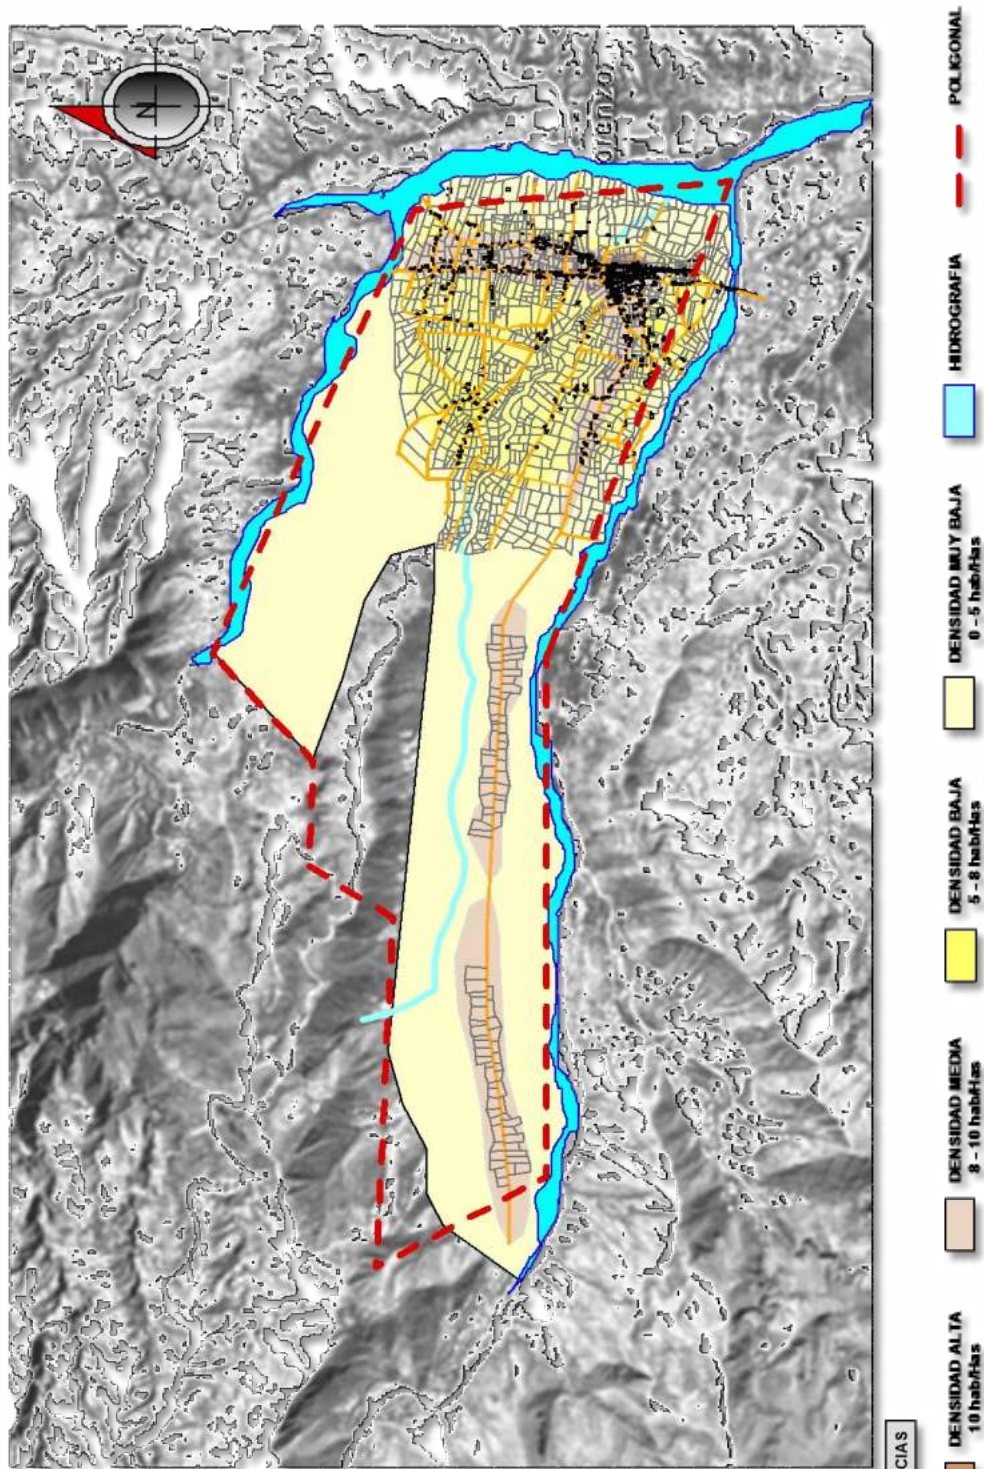 N
CIAS
DENSIDAD ALTA
10 hab/Has
DENSIDAD MEDIA
8 - 10 hab/Has
DENSIDAD BAJA
5 - 8 hab/Has
DENSIDAD MUY BAJA
0 - 5 hab/Has
HIDROGRAFIA
POLIGONAL